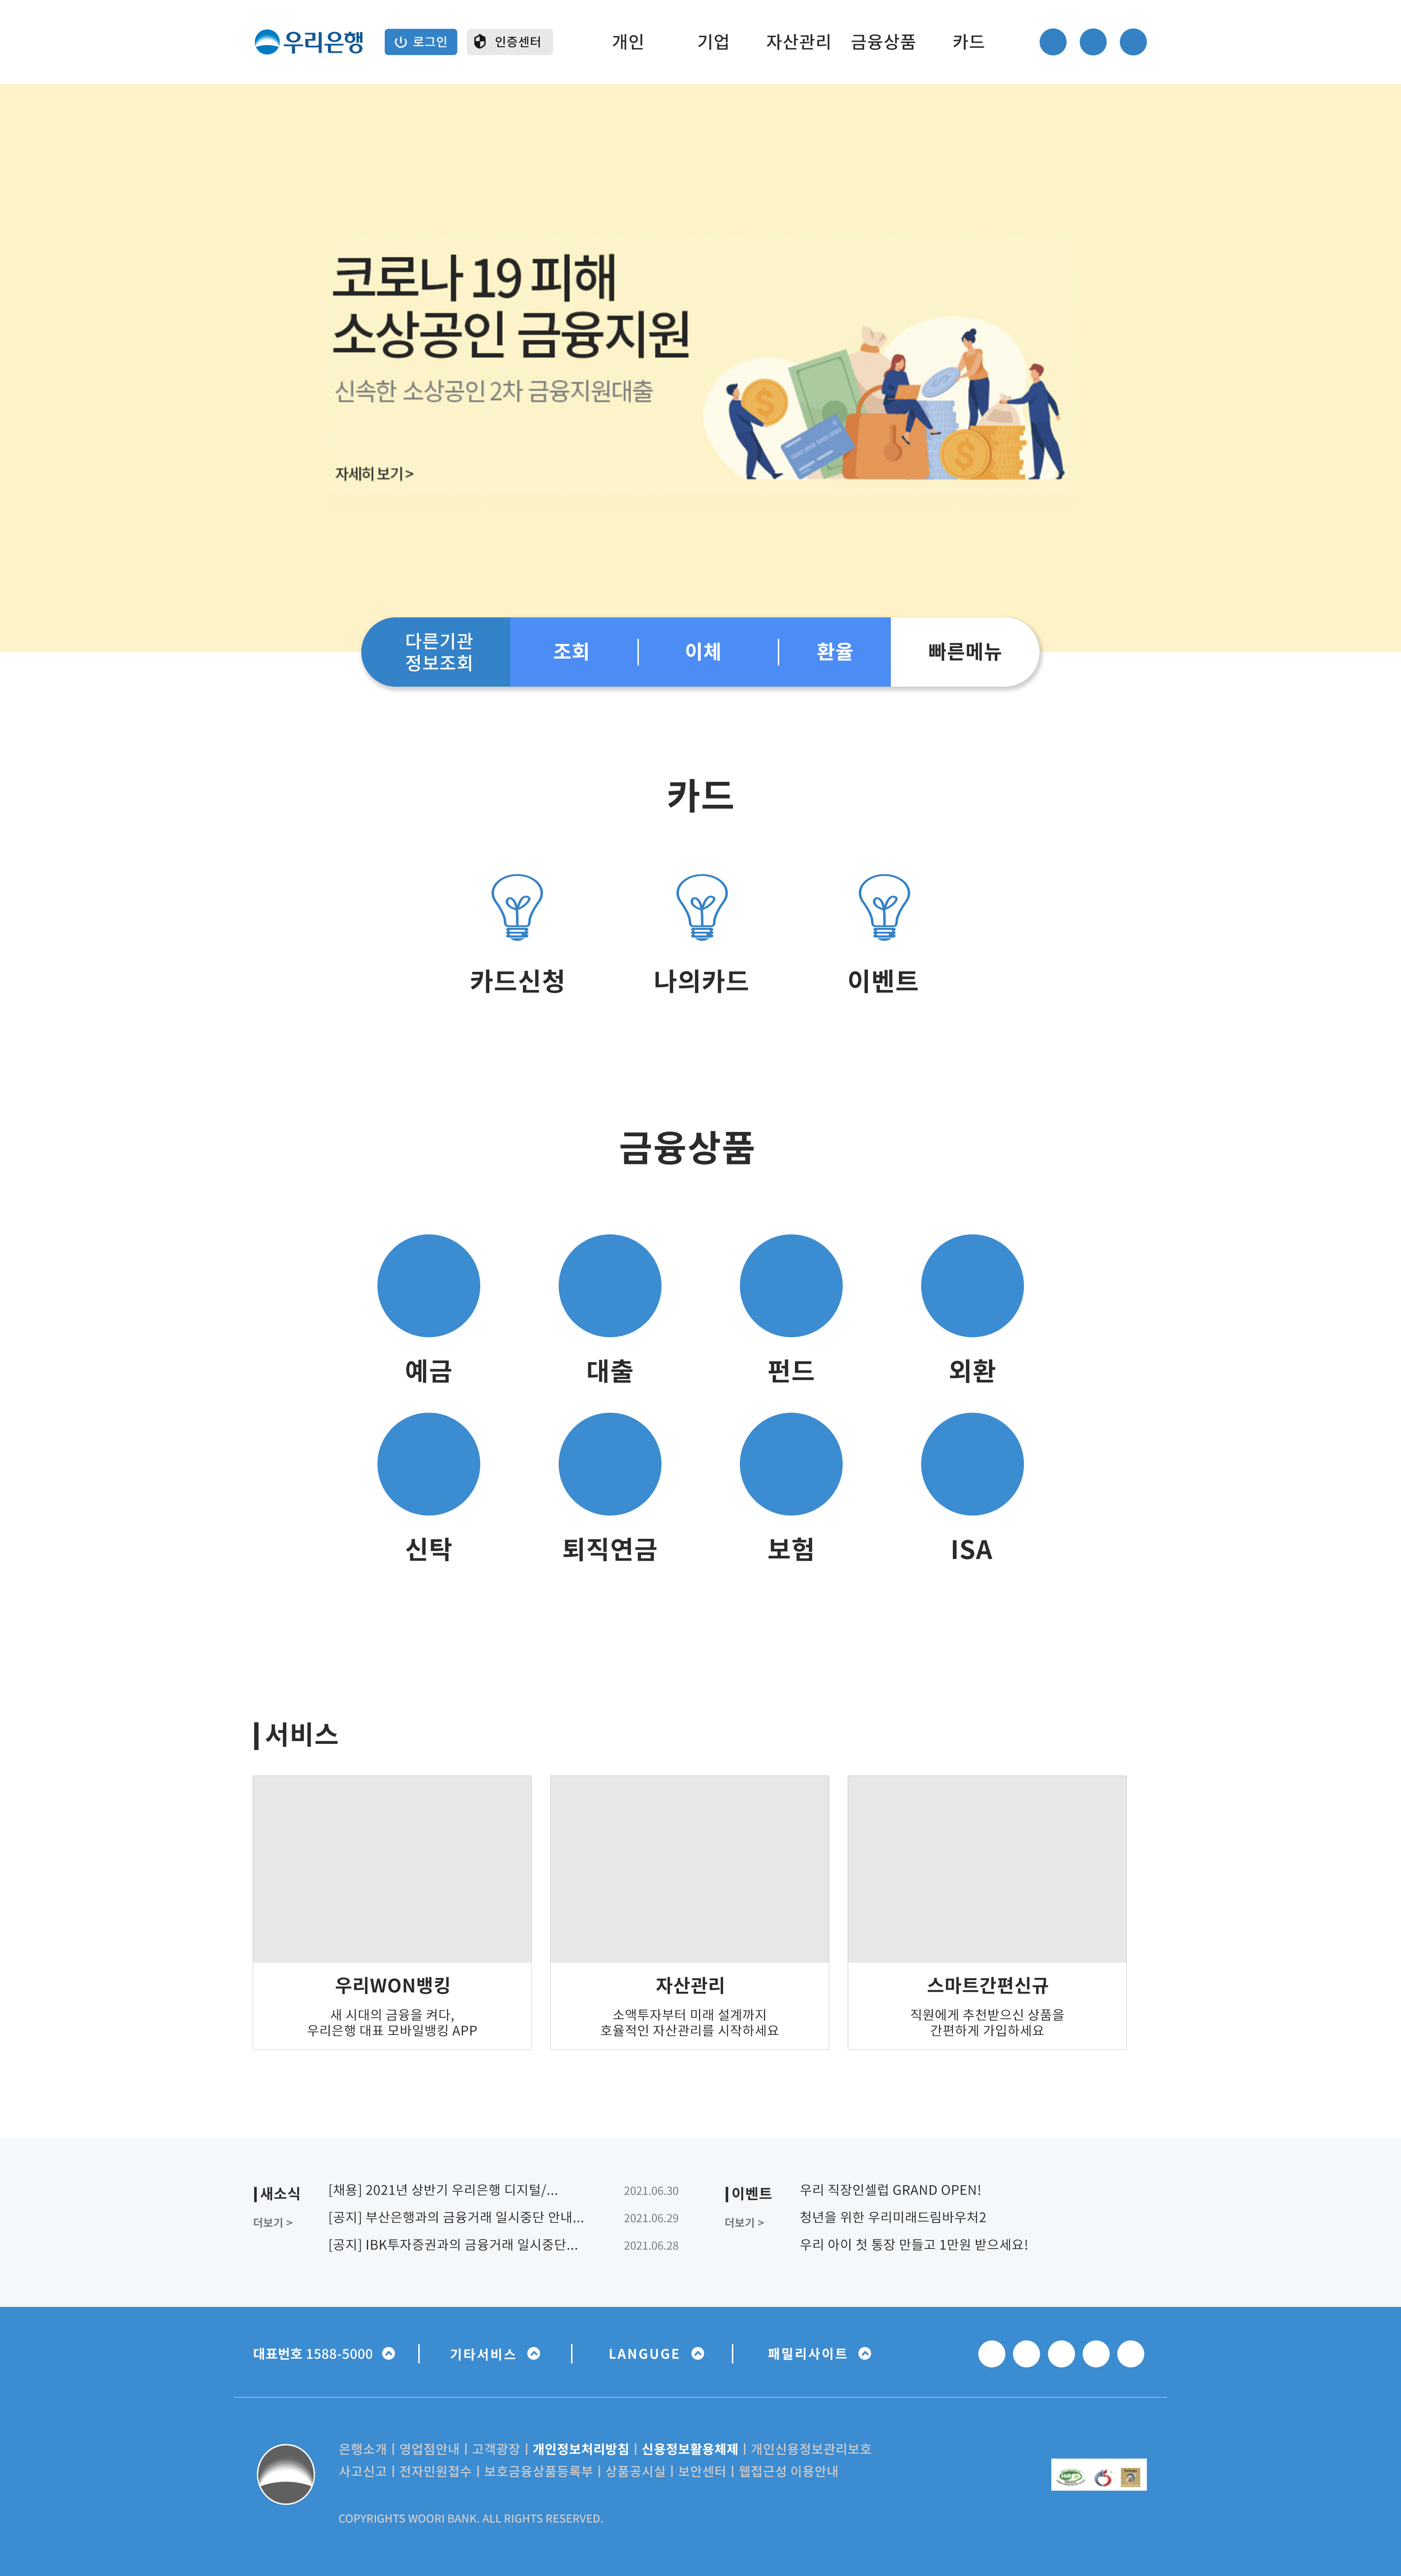 우리은행
로그인
인증센터
개인
기업
자산관리
금융상품
카드
코로나 19 피해
소상공인 금융지원
신속한 소상공인 2차 금융지원대출
자세히 보기 >
다른기관
정보조회
조회
이체
환율
빠른메뉴
카드
카드신청
나의카드
이벤트
금융상품
예금
대출
펀드
외환
신탁
퇴직연금
보험
ISA
서비스
우리WON뱅킹
새 시대의 금융을 켜다,
우리은행 대표 모바일뱅킹 APP
자산관리
소액투자부터 미래 설계까지
호율적인 자산관리를 시작하세요
스마트간편신규
직원에게 추천받으신 상품을
간편하게 가입하세요
새소식
더보기 >
[채용] 2021년 상반기 우리은행 디지털/... 2021.06.30
[공지] 부산은행과의 금융거래 일시중단 안내... 2021.06.29
[공지] IBK투자증권과의 금융거래 일시중단... 2021.06.28
이벤트
더보기 >
우리 직장인셀럽 GRAND OPEN!
청년을 위한 우리미래드림바우처2
우리 아이 첫 통장 만들고 1만원 받으세요!
대표번호 1588-5000
기타서비스
LANGUGE
패밀리사이트
은행소개 | 영업점안내 | 고객광장 | 개인정보처리방침 | 신용정보활용체제 | 개인신용정보관리보호
사고신고 | 전자민원접수 | 보호금융상품등록부 | 상품공시실 | 보안센터 | 웹접근성 이용안내
COPYRIGHTS WOORI BANK. ALL RIGHTS RESERVED.